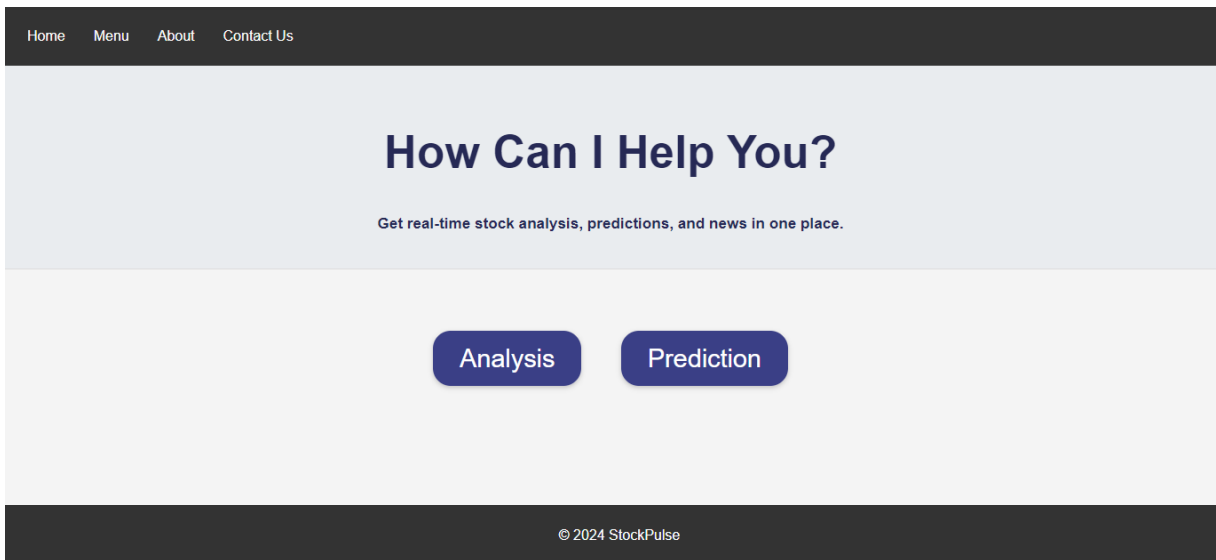 Home Menu About Contact Us
How Can I Help You?
Get real-time stock analysis, predictions, and news in one place.
Analysis Prediction
© 2024 StockPulse